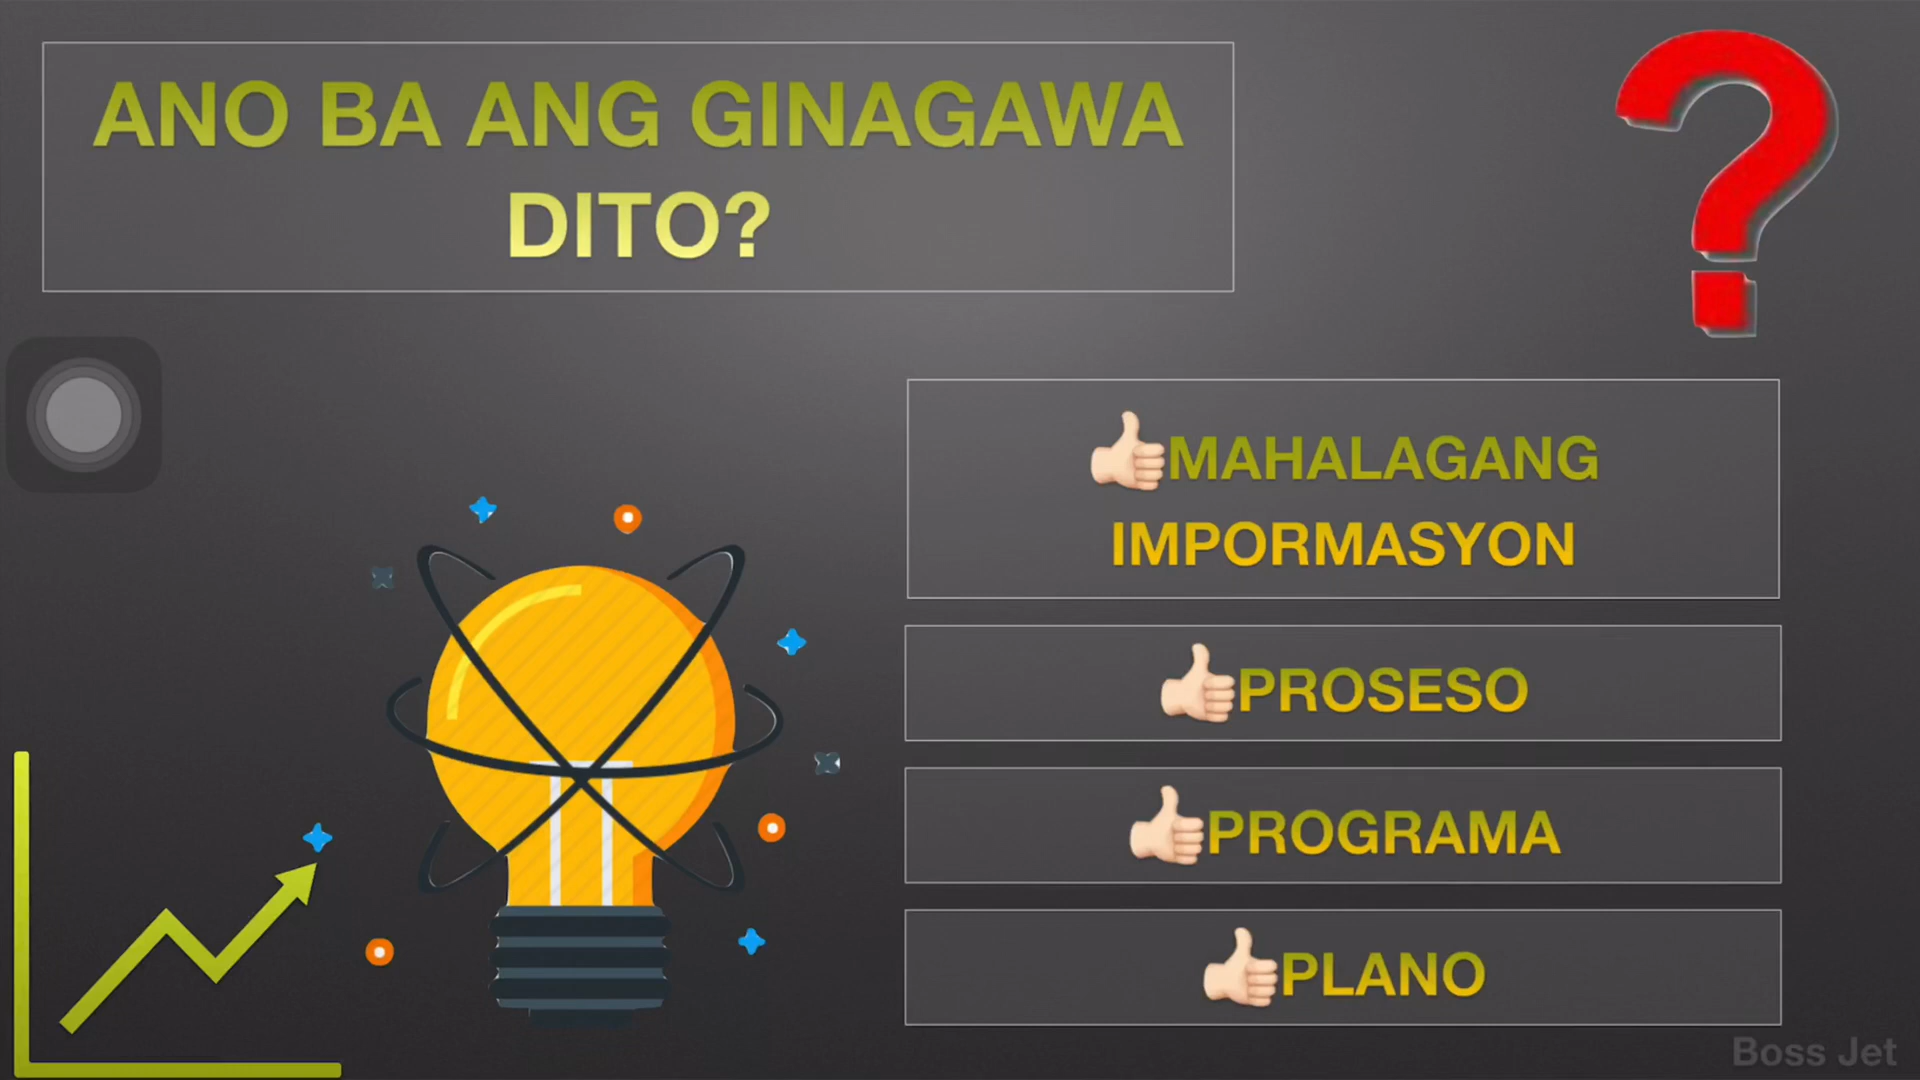 ANO BA ANG GINAGAWA
DITO?
👍🏻MAHALAGANG
IMPORMASYON
👍🏻PROSESO
👍🏻PROGRAMA
👍🏻PLANO
Boss Jet